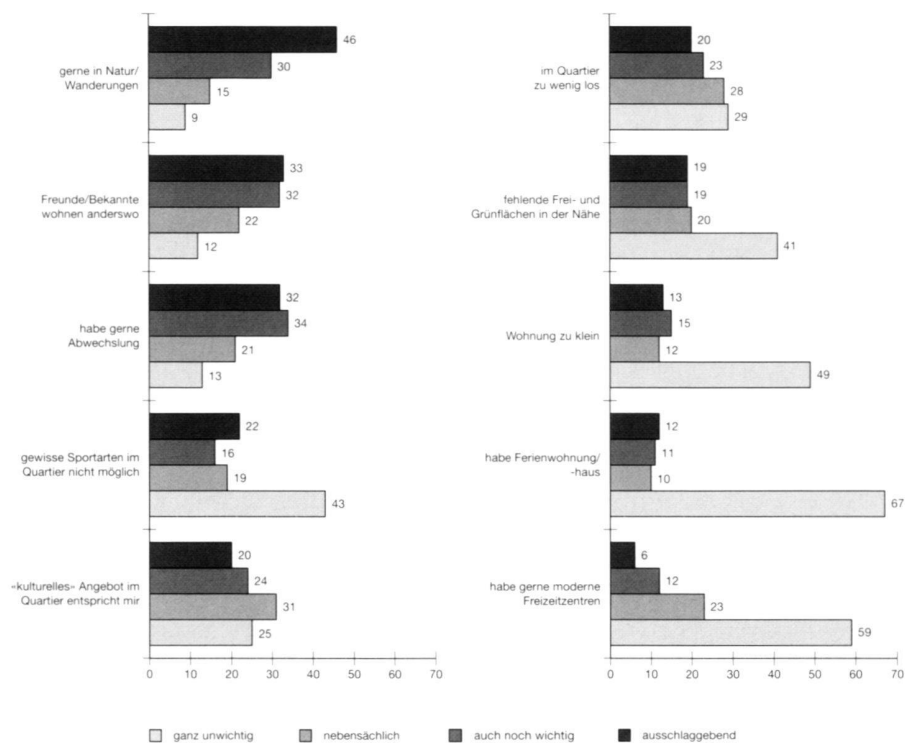 gerne in Natur/
Wanderungen
46
30
15
9
Freunde/Bekannte
wohnen anderswo
33
32
22
12
habe gerne
Abwechslung
32
34
21
13
gewisse Sportarten im
Quartier nicht möglich
22
16
19
43
«kulturelles» Angebot im
Quartier entspricht mir
20
24
31
25
0 10 20 30 40 50 60 70
im Quartier
zu wenig los
20
23
28
29
fehlende Frei- und
Grünflächen in der Nähe
19
19
20
41
Wohnung zu klein
13
15
12
49
habe Ferienwohnung/
-haus
12
11
10
67
habe gerne moderne
Freizeitzentren
6
12
23
59
0 10 20 30 40 50 60 70
ganz unwichtig nebensächlich auch noch wichtig ausschlaggebend